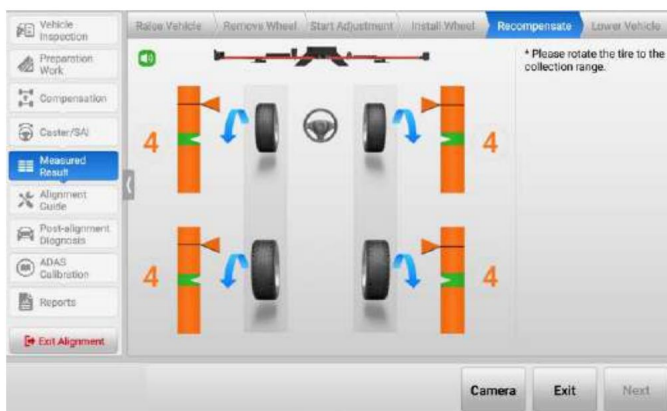 Vehicle
Inspection
Preparation
Work
Compensation
Caster/SAI
Measured
Result
Alignment
Guide
Post-alignment
Diagnosis
ADAS
Calibration
Reports
Exit Alignment
Raise Vehicle
Remove Wheel
Start Adjustment
Install Wheel
Recompensate
Lower Vehicle
* Please rotate the tire to the
collection range.
4
4
4
4
Camera
Exit
Next